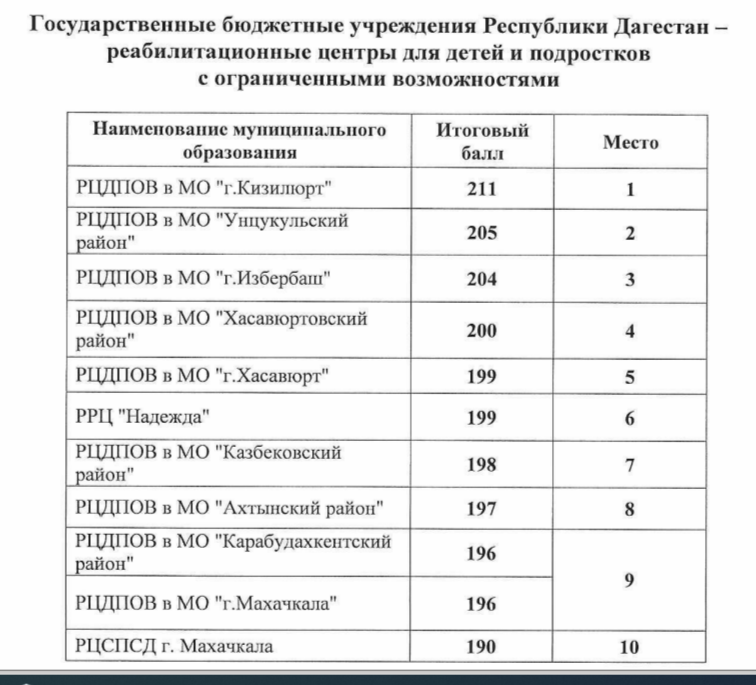 Государственные бюджетные учреждения Республики Дагестан –
реабилитационные центры для детей и подростков
с ограниченными возможностями
Наименование муниципального
образования
Итоговый
балл
Место
РЦДПОВ в МО "г.Кизилюрт" 211 1
РЦДПОВ в МО "Унцукульский
район" 205 2
РЦДПОВ в МО "г.Избербаш" 204 3
РЦДПОВ в МО "Хасавюртовский
район" 200 4
РЦДПОВ в МО "г.Хасавюрт" 199 5
РРЦ "Надежда" 199 6
РЦДПОВ в МО "Казбековский
район" 198 7
РЦДПОВ в МО "Ахтынский район" 197 8
РЦДПОВ в МО "Карабудахкентский
район" 196
9
РЦДПОВ в МО "г.Махачкала" 196
РЦСПСД г. Махачкала 190 10